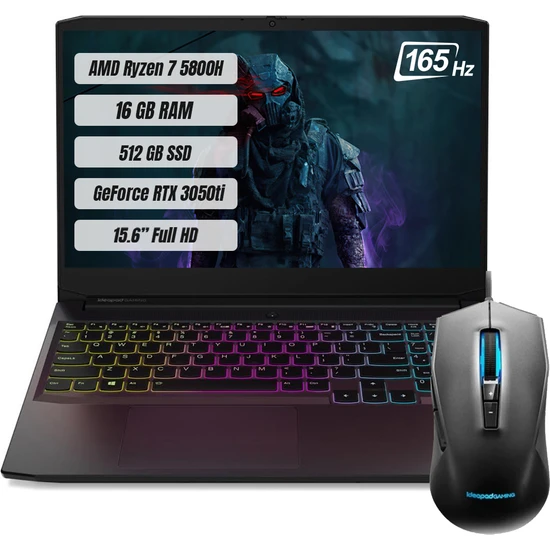 AMD Ryzen 7 5800H
165 Hz
16 GB RAM
512 GB SSD
GeForce RTX 3050ti
15.6” Full HD
ideapad GAMING
IdeapadGAMING